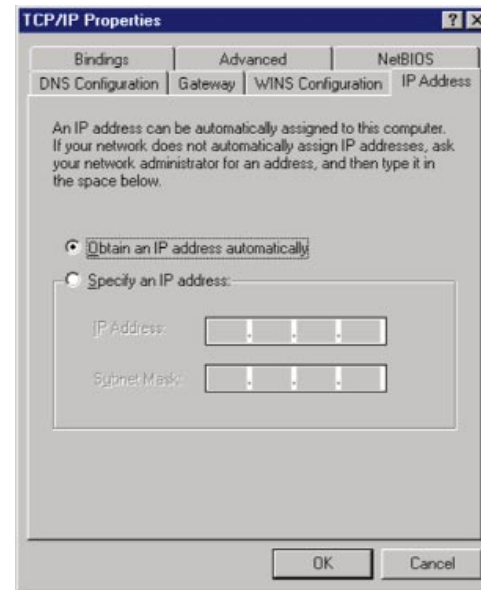 TCP/IP Properties
Bindings
Advanced
NetBIOS
DNS Configuration
Gateway
WINS Configuration
IP Address
An IP address can be automatically assigned to this computer.
If your network does not automatically assign IP addresses, ask
your network administrator for an address, and then type it in
the space below.
Obtain an IP address automatically
Specify an IP address:
IP Address:
Subnet Mask:
OK
Cancel